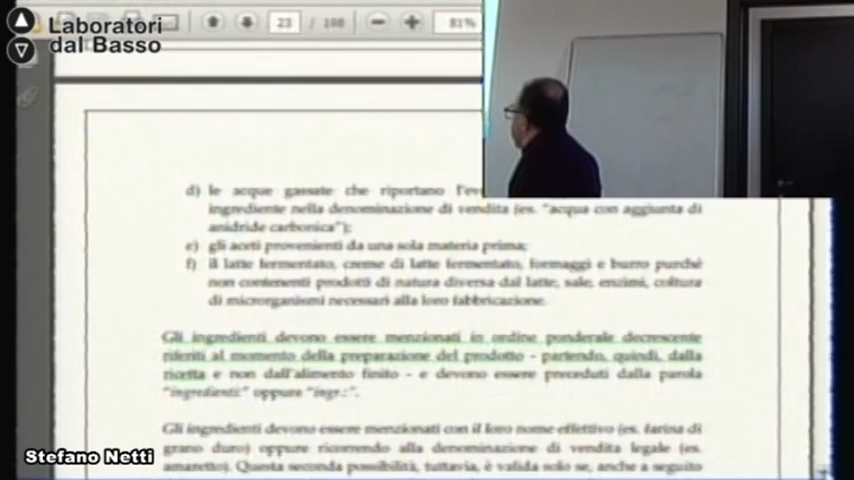 Laboratori
dal Basso
23 / 188
81%
d) le acque gassate che riportano l'eve
ingrediente nella denominazione di vendita (es. "acqua con aggiunta di
anidride carbonica");
e) gli aceti provenienti da una sola materia prima;
f) il latte fermentato, creme di latte fermentato, formaggi e burro purché
non contenenti prodotti di natura diversa dal latte, sale, enzimi, coltura
di microrganismi necessari alla loro fabbricazione.
Gli ingredienti devono essere menzionati in ordine ponderale decrescente
riferiti al momento della preparazione del prodotto - partendo, quindi, dalla
ricetta e non dall'alimento finito - e devono essere preceduti dalla parola
"ingredienti:" oppure "ingr.:".
Gli ingredienti devono essere menzionati con il loro nome effettivo (es. farina di
grano duro) oppure ricorrendo alla denominazione di vendita legale (es.
amaretto). Questa seconda possibilità, tuttavia, è valida solo se, anche a seguito
Stefano Netti